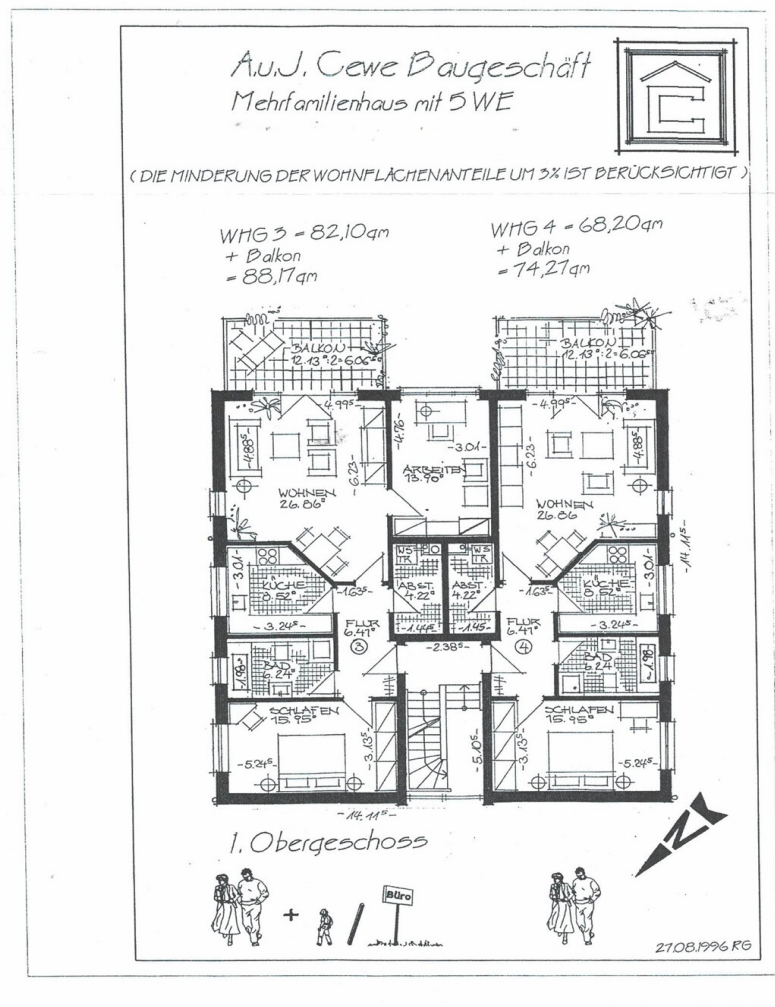 A.u.J. Cewe Baugeschäft
Mehrfamilienhaus mit 5 WE
(DIE MINDERUNG DER WOHNFLÄCHENANTEILE UM 3% IST BERÜCKSICHTIGT)
WHG 3 = 82,10qm
+ Balkon
= 88,17qm
WHG 4 = 68,20qm
+ Balkon
= 74,27qm
BALKON
12.13°:2=6.06⁵
BALKON
12.13°:2=6.06⁵
-4.99⁵-
-4.99⁵-
-4.76-
-3.01-
-4.88⁵-
-6.23-
ARBEITEN
13.90°
-6.23-
-4.88⁵-
WOHNEN
26.86°
WOHNEN
26.86
-14.11⁵-
WS
TR
WS
TR
-3.01-
KÜCHE
8.52°
-1.63⁵-
ABST.
4.22°
ABST.
4.22°
-1.63⁵-
KÜCHE
8.52°
-3.01-
-3.24⁵-
FLUR
6.47°
3
-1.44⁵-
-1.45-
FLUR
6.47°
4
-3.24⁵-
-2.38⁵-
-1.98-
BAD
6.24°
BAD
6.24
-1.98-
SCHLAFEN
15.95°
SCHLAFEN
15.95°
-5.24⁵-
-3.13⁵-
-5.10⁵-
-3.13⁵-
-5.24⁵-
-14.11⁵-
1. Obergeschoss
N
+
/
Büro
27.08.1996 RG